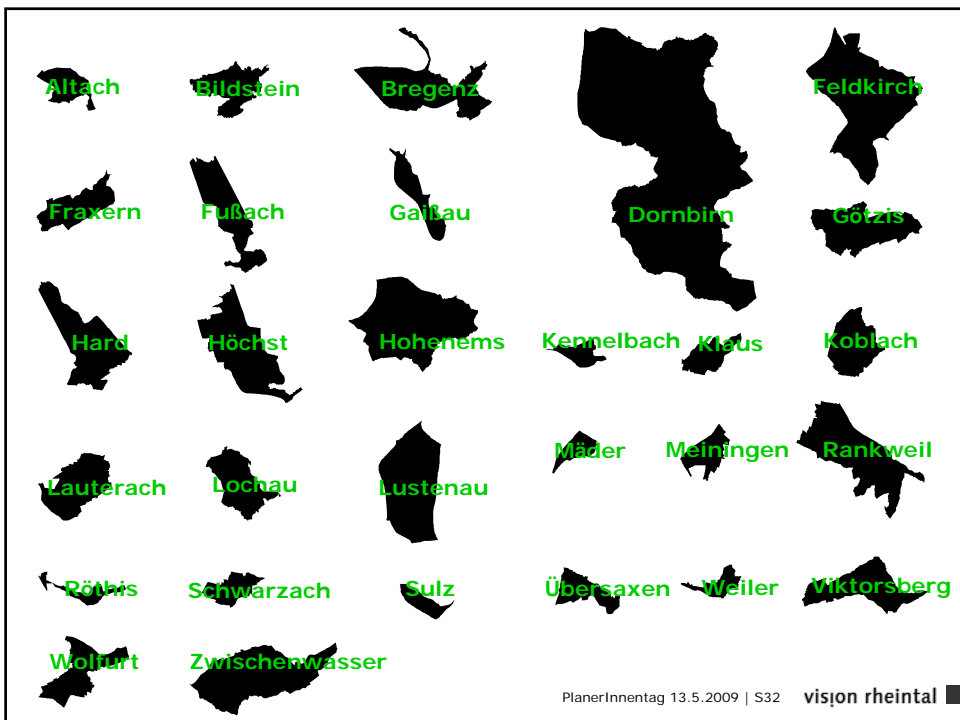 Altach
Bildstein
Bregenz
Feldkirch
Fraxern
Fußach
Gaißau
Dornbirn
Götzis
Hard
Höchst
Hohenems
Kennelbach
Klaus
Koblach
Lauterach
Lochau
Lustenau
Mäder
Meiningen
Rankweil
Röthis
Schwarzach
Sulz
Übersaxen
Weiler
Viktorsberg
Wolfurt
Zwischenwasser
PlanerInnentag 13.5.2009 | S32
vision rheintal